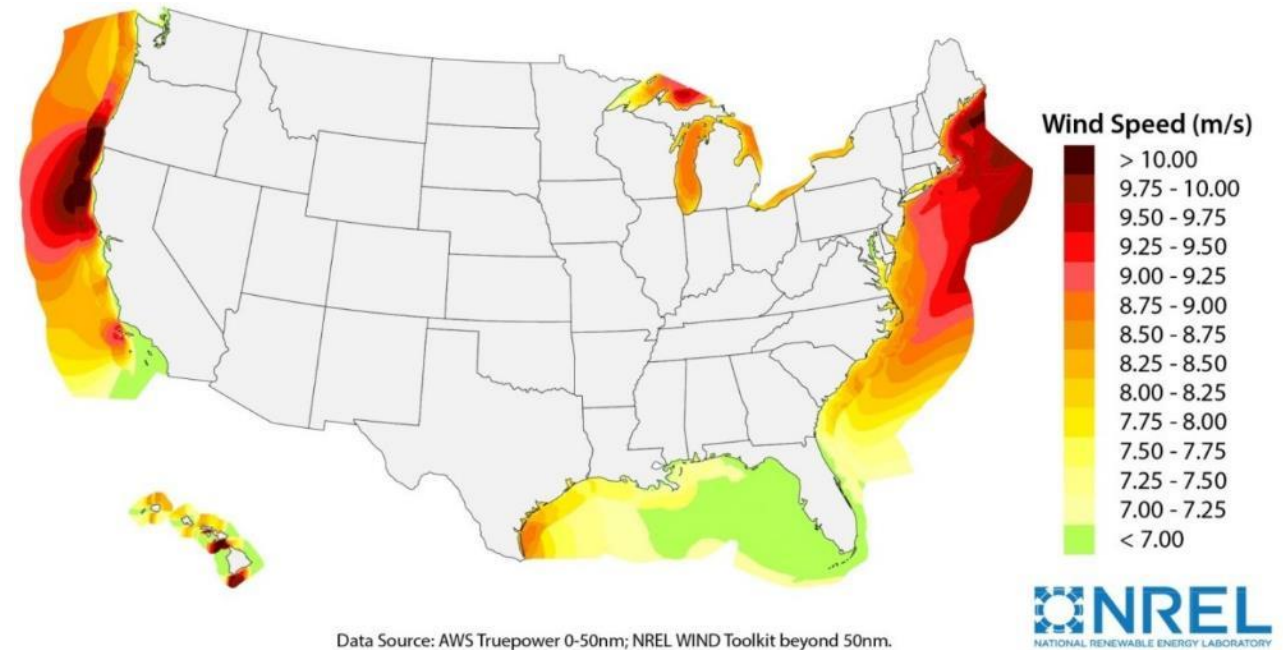 Wind Speed (m/s)
> 10.00
9.75 - 10.00
9.50 - 9.75
9.25 - 9.50
9.00 - 9.25
8.75 - 9.00
8.50 - 8.75
8.25 - 8.50
8.00 - 8.25
7.75 - 8.00
7.50 - 7.75
7.25 - 7.50
7.00 - 7.25
< 7.00
NREL
NATIONAL RENEWABLE ENERGY LABORATORY
Data Source: AWS Truepower 0-50nm; NREL WIND Toolkit beyond 50nm.